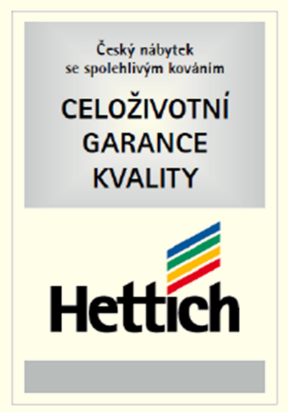 Český nábytek
se spolehlivým kováním
CELOŽIVOTNÍ
GARANCE
KVALITY
Hettich